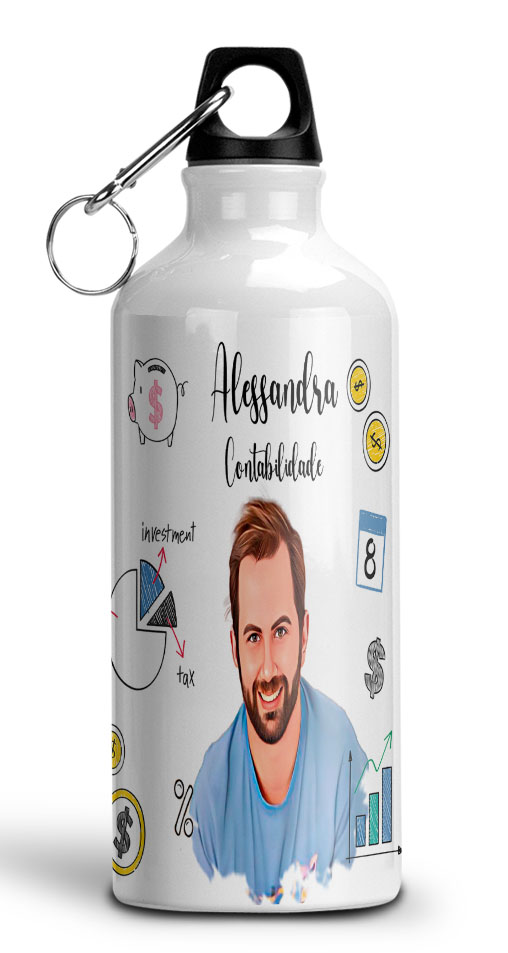 Alessandra
Contabilidade
investment
tax
8
$
$
$
$
$
%